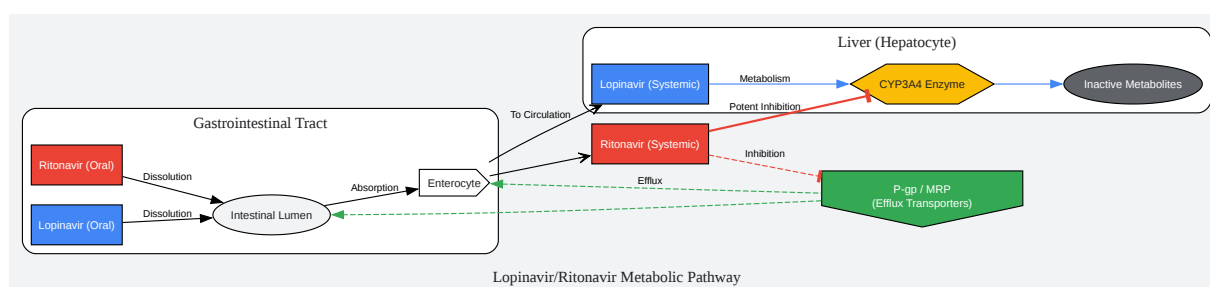 Liver (Hepatocyte)
Lopinavir (Systemic)
Metabolism
CYP3A4 Enzyme
Inactive Metabolites
Potent Inhibition
To Circulation
Gastrointestinal Tract
Ritonavir (Systemic)
Ritonavir (Oral)
Dissolution
Inhibition
Absorption
Enterocyte
Efflux
P-gp / MRP
(Efflux Transporters)
Lopinavir (Oral)
Dissolution
Intestinal Lumen
Lopinavir/Ritonavir Metabolic Pathway